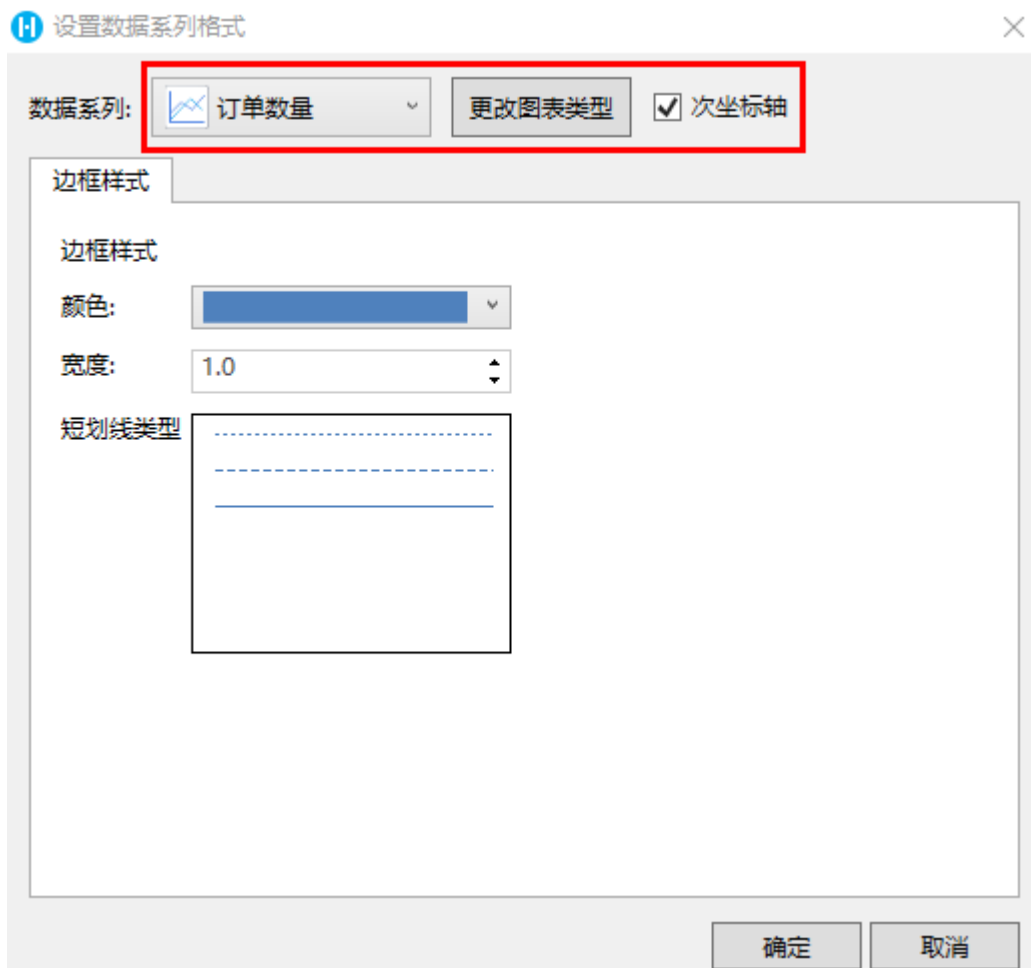 设置数据系列格式
数据系列: 订单数量 更改图表类型 次坐标轴
边框样式
边框样式
颜色:
宽度: 1.0
短划线类型
确定 取消